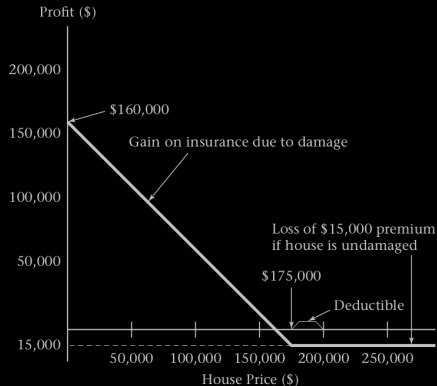 Profit ($)
200,000
$160,000
150,000
Gain on insurance due to damage
100,000
Loss of $15,000 premium
if house is undamaged
50,000
$175,000
Deductible
15,000
50,000 100,000 150,000 200,000 250,000
House Price ($)